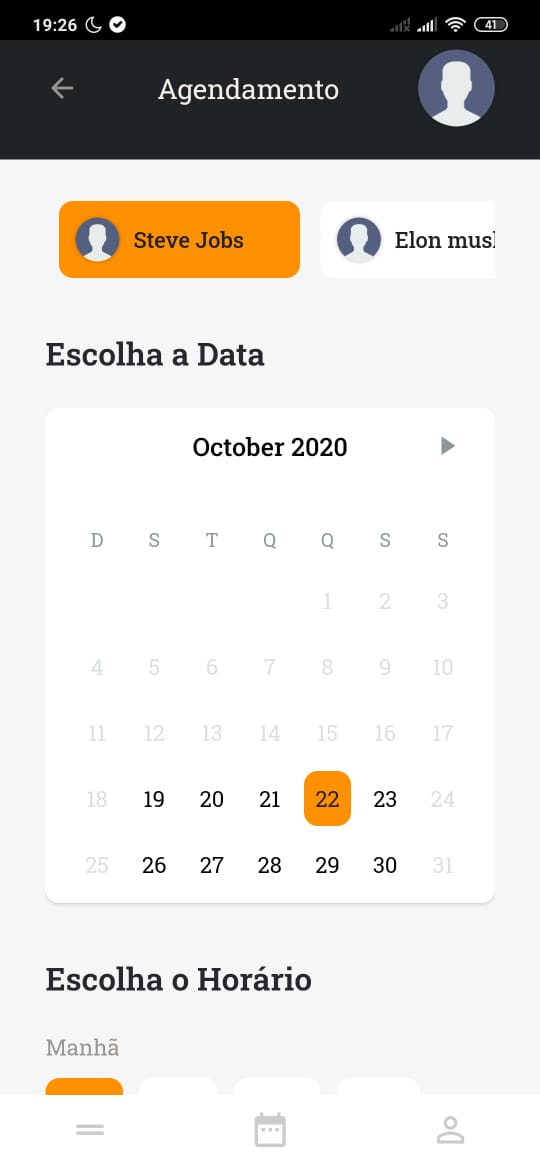 19:26
41
Agendamento
Steve Jobs
Elon mus
Escolha a Data
October 2020
D S T Q Q S S
1 2 3
4 5 6 7 8 9 10
11 12 13 14 15 16 17
18 19 20 21 22 23 24
25 26 27 28 29 30 31
Escolha o Horário
Manhã